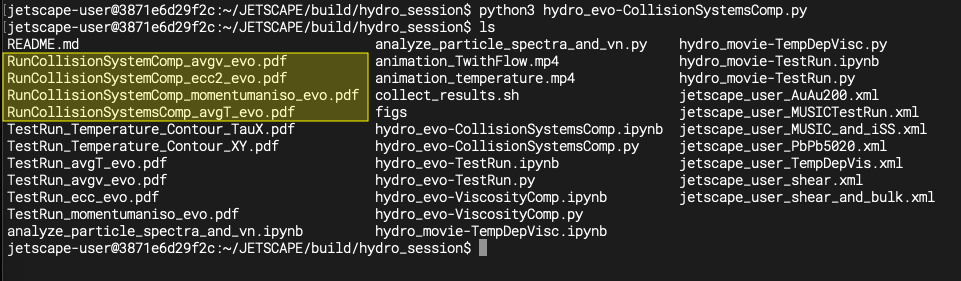 jetscape-user@3871e6d29f2c:~/JETSCAPE/build/hydro_session$ python3 hydro_evo-CollisionSystemsComp.py
[jetscape-user@3871e6d29f2c:~/JETSCAPE/build/hydro_session$ ls
README.md analyze_particle_spectra_and_vn.py hydro_movie-TempDepVisc.py
RunCollisionSystemComp_avgv_evo.pdf animation_TwithFlow.mp4 hydro_movie-TestRun.ipynb
RunCollisionSystemComp_ecc2_evo.pdf animation_temperature.mp4 hydro_movie-TestRun.py
RunCollisionSystemComp_momentumaniso_evo.pdf collect_results.sh jetscape_user_AuAu200.xml
RunCollisionSystemsComp_avgT_evo.pdf figs jetscape_user_MUSICTestRun.xml
TestRun_Temperature_Contour_TauX.pdf hydro_evo-CollisionSystemsComp.ipynb jetscape_user_MUSIC_and_iSS.xml
TestRun_Temperature_Contour_XY.pdf hydro_evo-CollisionSystemsComp.py jetscape_user_PbPb5020.xml
TestRun_avgT_evo.pdf hydro_evo-TestRun.ipynb jetscape_user_TempDepVis.xml
TestRun_avgv_evo.pdf hydro_evo-TestRun.py jetscape_user_shear.xml
TestRun_ecc_evo.pdf hydro_evo-ViscosityComp.ipynb jetscape_user_shear_and_bulk.xml
TestRun_momentumaniso_evo.pdf hydro_evo-ViscosityComp.py
analyze_particle_spectra_and_vn.ipynb hydro_movie-TempDepVisc.ipynb
jetscape-user@3871e6d29f2c:~/JETSCAPE/build/hydro_session$